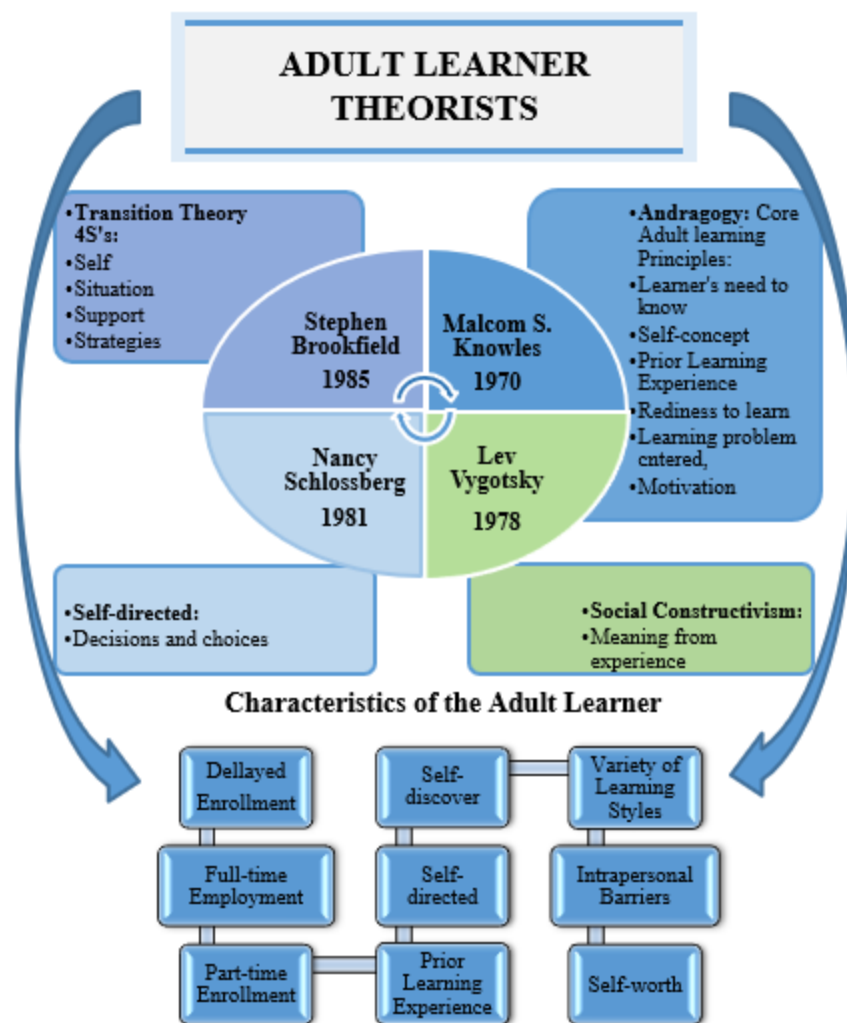 ADULT LEARNER
THEORISTS
•Transition Theory
4S's:
•Self
•Situation
•Support
•Strategies
•Andragogy: Core
Adult learning
Principles:
•Learner's need to
know
•Self-concept
•Prior Learning
Experience
•Rediness to learn
•Learning problem
cntered,
•Motivation
Stephen
Brookfield
1985
Malcom S.
Knowles
1970
Nancy
Schlossberg
1981
Lev
Vygotsky
1978
•Self-directed:
•Decisions and choices
•Social Constructivism:
•Meaning from
experience
Characteristics of the Adult Learner
Dellayed
Enrollment
Self-
discover
Variety of
Learning
Styles
Full-time
Employment
Self-
directed
Intrapersonal
Barriers
Part-time
Enrollment
Prior
Learning
Experience
Self-worth